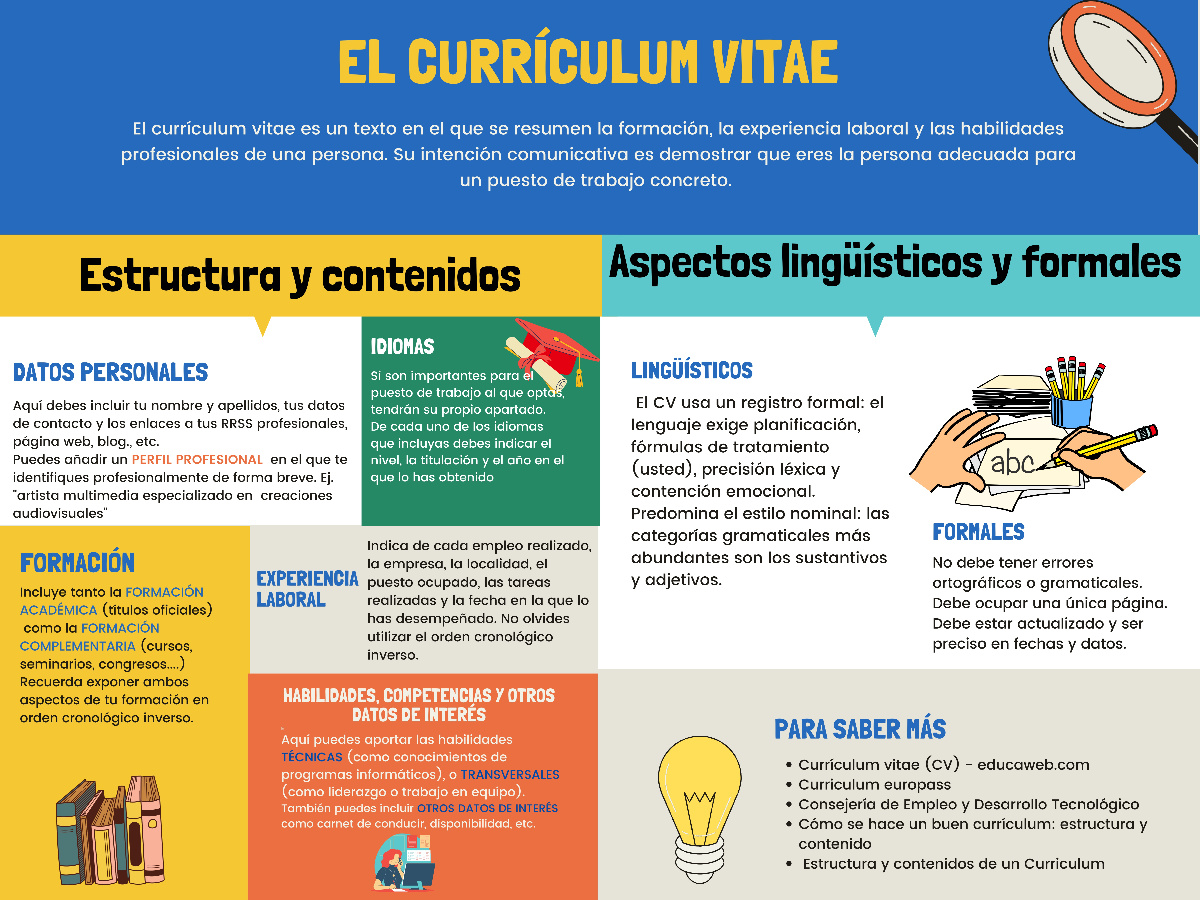 EL CURRÍCULUM VITAE
El currículum vitae es un texto en el que se resumen la formación, la experiencia laboral y las habilidades
profesionales de una persona. Su intención comunicativa es demostrar que eres la persona adecuada para
un puesto de trabajo concreto.
Estructura y contenidos
DATOS PERSONALES
Aquí debes incluir tu nombre y apellidos, tus datos
de contacto y los enlaces a tus RRSS profesionales,
página web, blog., etc.
Puedes añadir un PERFIL PROFESIONAL en el que te
identifiques profesionalmente de forma breve. Ej.
"artista multimedia especializado en creaciones
audiovisuales"
IDIOMAS
Si son importantes para el
puesto de trabajo al que optas,
tendrán su propio apartado.
De cada uno de los idiomas
que incluyas debes indicar el
nivel, la titulación y el año en el
que lo has obtenido
FORMACIÓN
Incluye tanto la FORMACIÓN
ACADÉMICA (títulos oficiales)
como la FORMACIÓN
COMPLEMENTARIA (cursos,
seminarios, congresos....)
Recuerda exponer ambos
aspectos de tu formación en
orden cronológico inverso.
EXPERIENCIA
LABORAL
Indica de cada empleo realizado,
la empresa, la localidad, el
puesto ocupado, las tareas
realizadas y la fecha en la que lo
has desempeñado. No olvides
utilizar el orden cronológico
inverso.
HABILIDADES, COMPETENCIAS Y OTROS
DATOS DE INTERÉS
Aquí puedes aportar las habilidades
TÉCNICAS (como conocimientos de
programas informáticos), o TRANSVERSALES
(como liderazgo o trabajo en equipo).
También puedes incluir OTROS DATOS DE INTERÉS
como carnet de conducir, disponibilidad, etc.
Aspectos lingüísticos y formales
LINGÜÍSTICOS
El CV usa un registro formal: el
lenguaje exige planificación,
fórmulas de tratamiento
(usted), precisión léxica y
contención emocional.
Predomina el estilo nominal: las
categorías gramaticales más
abundantes son los sustantivos
y adjetivos.
abc
FORMALES
No debe tener errores
ortográficos o gramaticales.
Debe ocupar una única página.
Debe estar actualizado y ser
preciso en fechas y datos.
PARA SABER MÁS
• Currículum vitae (CV) - educaweb.com
• Curriculum europass
• Consejería de Empleo y Desarrollo Tecnológico
• Cómo se hace un buen currículum: estructura y
contenido
• Estructura y contenidos de un Curriculum